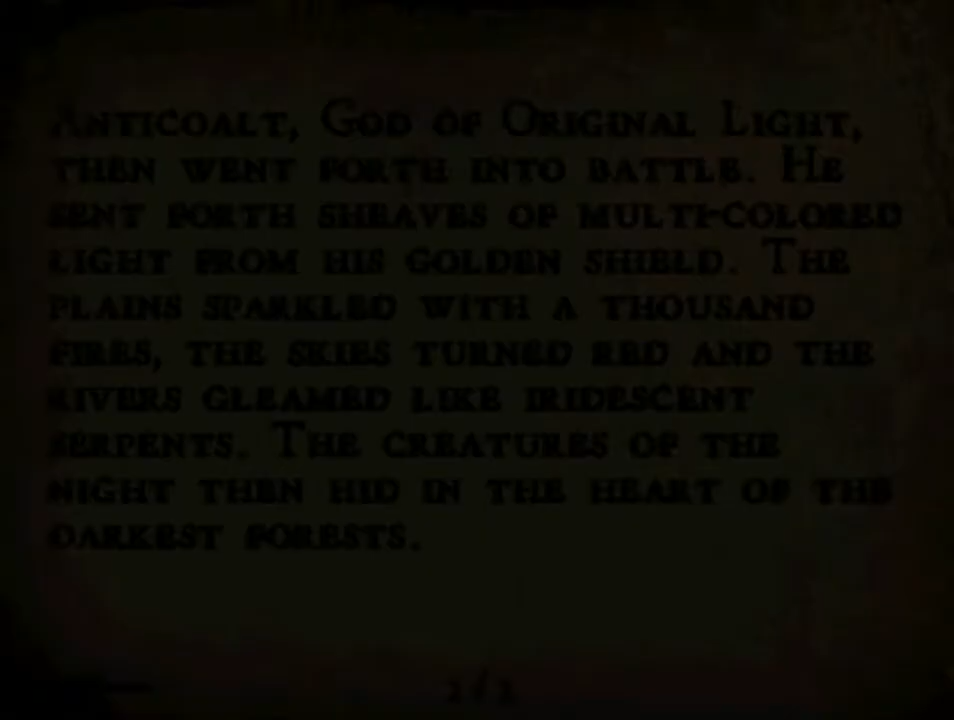 Anticoalt, God of Original Light,
then went forth into battle. He
sent forth sheaves of multi-colored
light from his golden shield. The
plains sparkled with a thousand
fires, the skies turned red and the
rivers gleamed like iridescent
serpents. The creatures of the
night then hid in the heart of the
darkest forests.